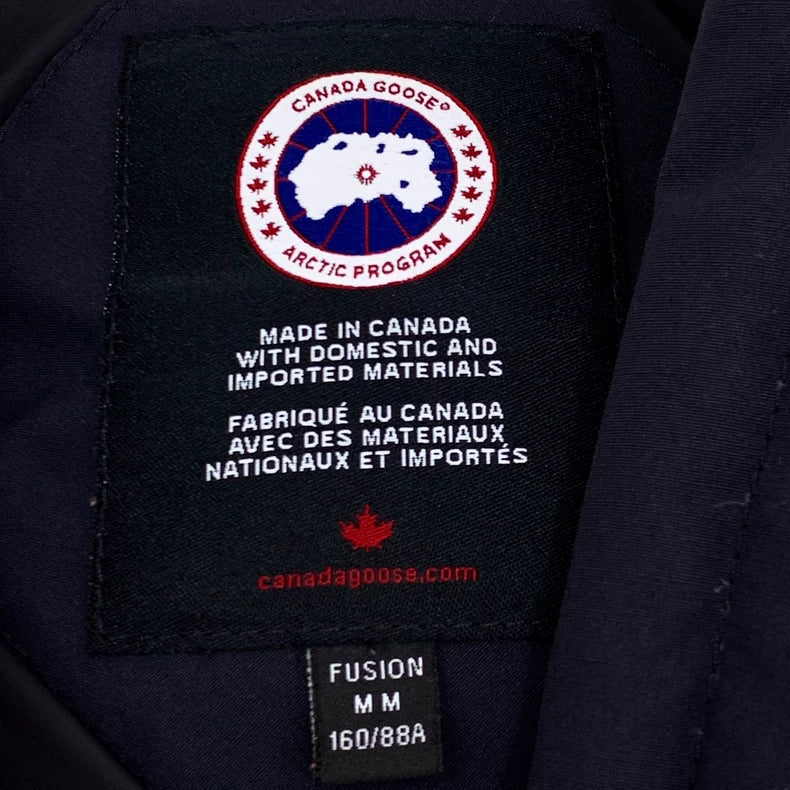 CANADA GOOSE®
ARCTIC PROGRAM
MADE IN CANADA
WITH DOMESTIC AND
IMPORTED MATERIALS
FABRIQUÉ AU CANADA
AVEC DES MATERIAUX
NATIONAUX ET IMPORTÉS
canadagoose.com
FUSION
M M
160/88A